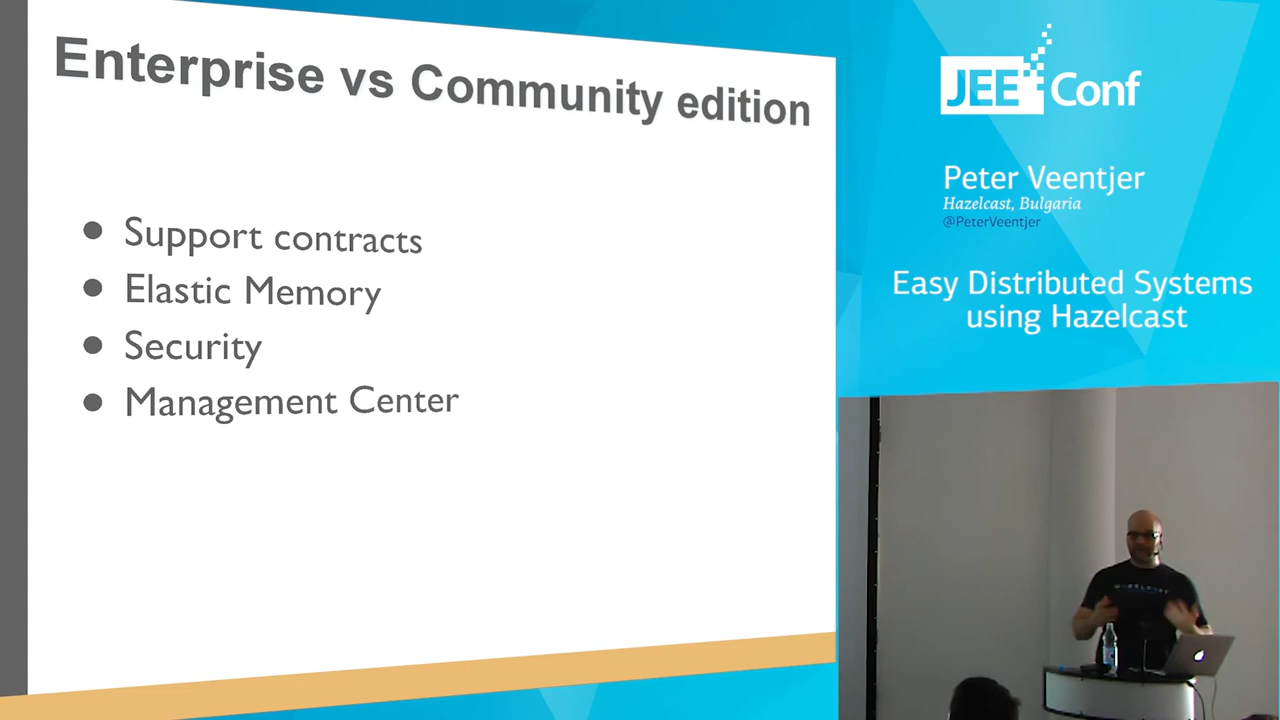 Enterprise vs Community edition
Support contracts
Elastic Memory
Security
Management Center
JEE Conf
Peter Veentjer
Hazelcast, Bulgaria
@PeterVeentjer
Easy Distributed Systems
using Hazelcast